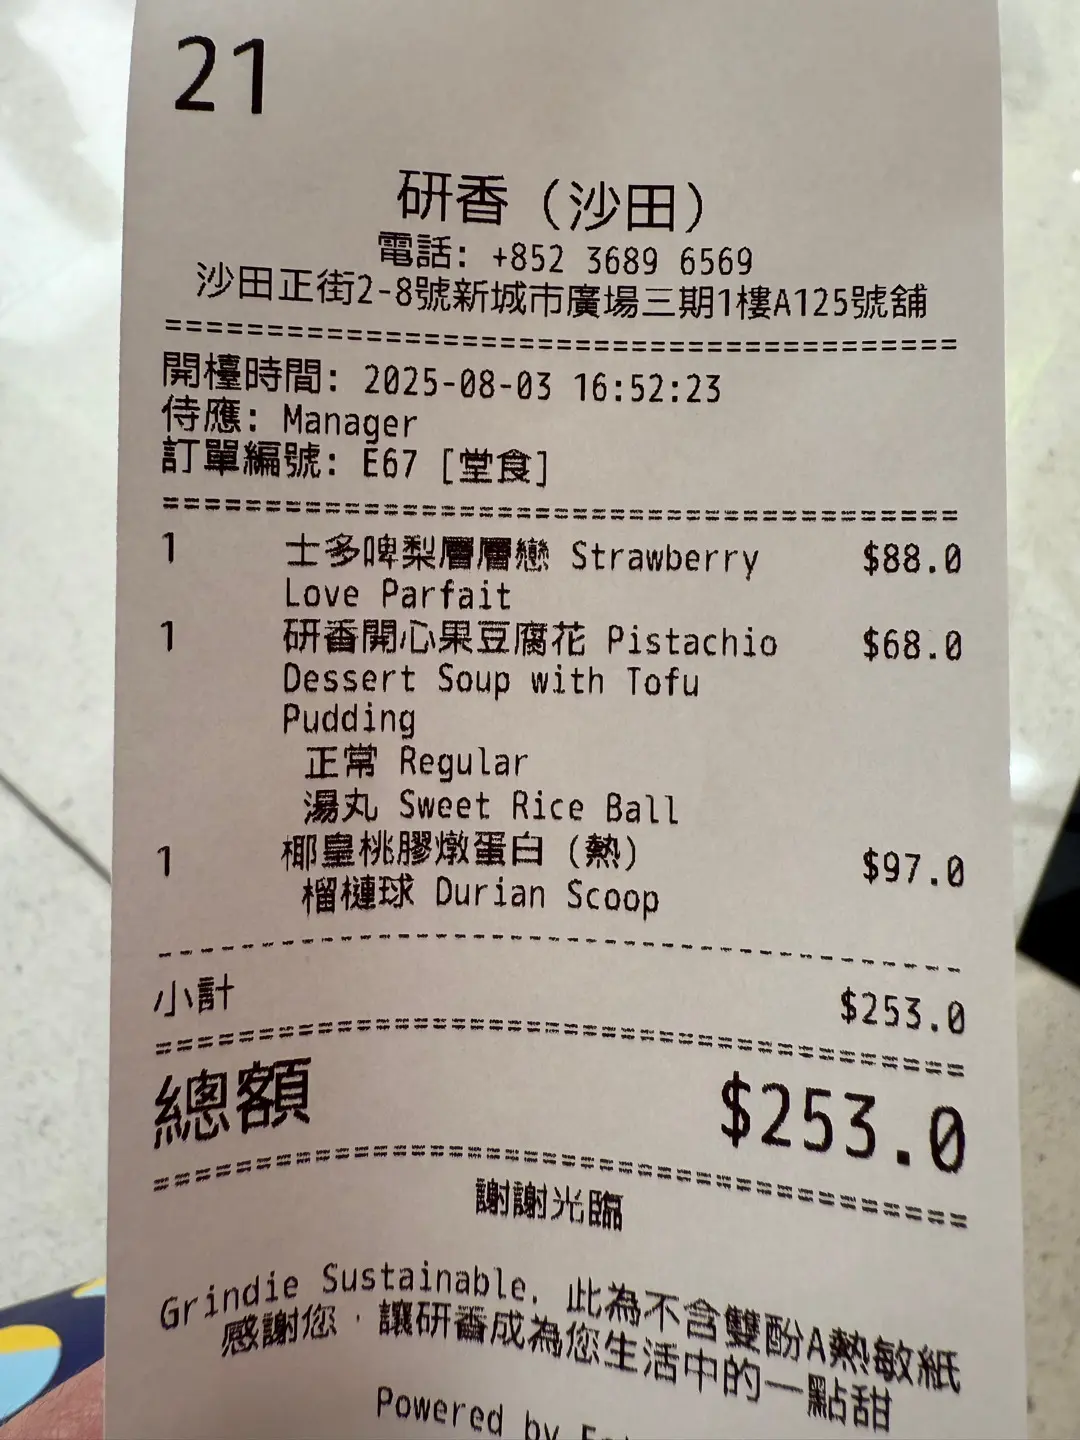 21
研香（沙田）
電話: +852 3689 6569
沙田正街2-8號新城市廣場三期1樓A125號舖
========================================
開檯時間: 2025-08-03 16:52:23
侍應: Manager
訂單編號: E67 [堂食]
========================================
1 士多啤梨層層戀 Strawberry $88.0
Love Parfait
1 研香開心果豆腐花 Pistachio $68.0
Dessert Soup with Tofu
Pudding
正常 Regular
湯丸 Sweet Rice Ball
1 椰皇桃膠燉蛋白 (熱) $97.0
榴槤球 Durian Scoop
----------------------------------------
小計 $253.0
========================================
總額 $253.0
========================================
謝謝光臨
Grindie Sustainable. 此為不含雙酚A熱敏紙
感謝您，讓研香成為您生活中的一點甜
Powered by